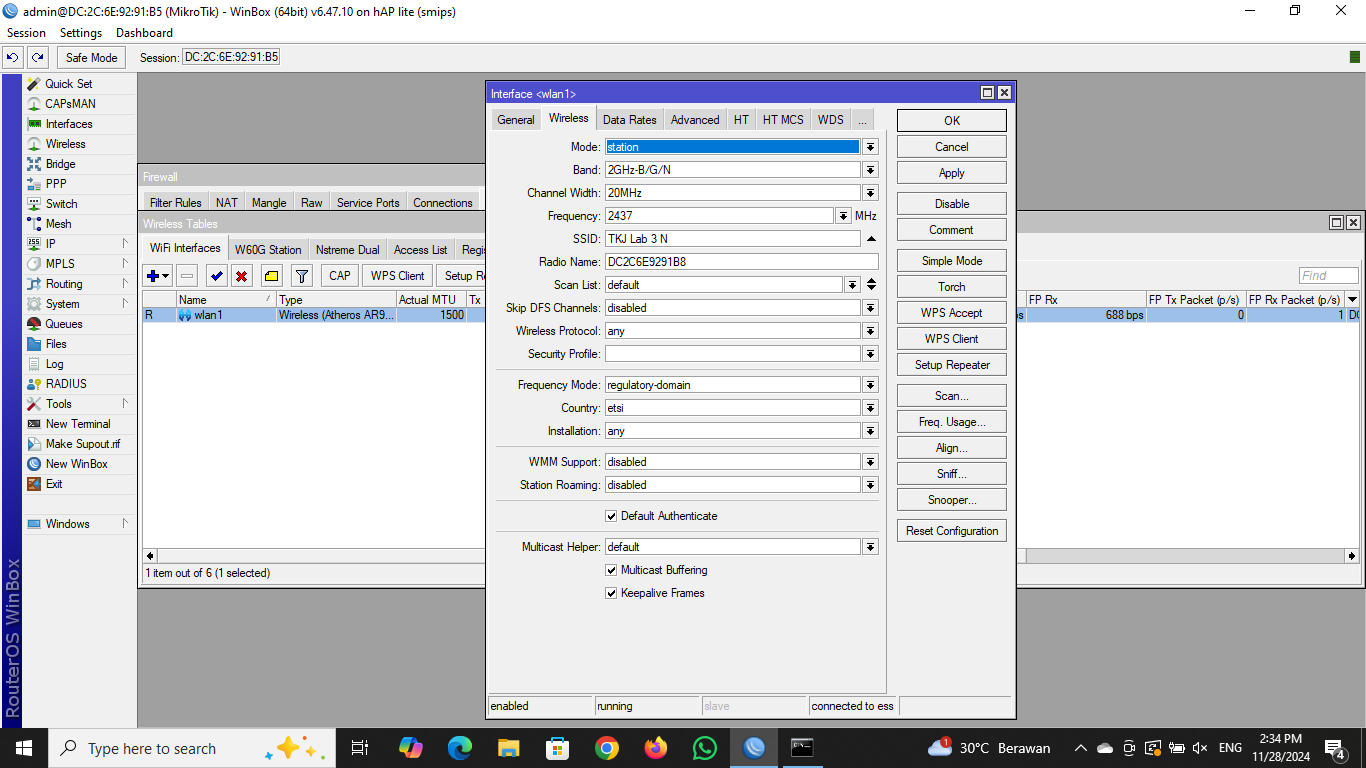 admin@DC:2C:6E:92:91:B5 (MikroTik) - WinBox (64bit) v6.47.10 on hAP lite (smips)
Session Settings Dashboard
Safe Mode Session: DC:2C:6E:92:91:B5
Quick Set
CAPsMAN
Interfaces
Wireless
Bridge
PPP
Switch
Mesh
IP
MPLS
Routing
System
Queues
Files
Log
RADIUS
Tools
New Terminal
Make Supout.rif
New WinBox
Exit
Windows
RouterOS WinBox
Firewall
Filter Rules NAT Mangle Raw Service Ports Connections
Wireless Tables
WiFi Interfaces W60G Station Nstreme Dual Access List Regis
CAP WPS Client Setup Re
Find
Name / Type Actual MTU Tx FP Rx FP Tx Packet (p/s) FP Rx Packet (p/s)
R wlan1 Wireless (Atheros AR9... 1500 ps 688 bps 0 1 DC
1 item out of 6 (1 selected)
Interface <wlan1>
General Wireless Data Rates Advanced HT HT MCS WDS ...
Mode: station
Band: 2GHz-B/G/N
Channel Width: 20MHz
Frequency: 2437 MHz
SSID: TKJ Lab 3 N
Radio Name: DC2C6E9291B8
Scan List: default
Skip DFS Channels: disabled
Wireless Protocol: any
Security Profile:
Frequency Mode: regulatory-domain
Country: etsi
Installation: any
WMM Support: disabled
Station Roaming: disabled
Default Authenticate
Multicast Helper: default
Multicast Buffering
Keepalive Frames
OK
Cancel
Apply
Disable
Comment
Simple Mode
Torch
WPS Accept
WPS Client
Setup Repeater
Scan...
Freq. Usage...
Align...
Sniff...
Snooper...
Reset Configuration
enabled running slave connected to ess
Type here to search
1 30°C Berawan ENG 2:34 PM 11/28/2024 4